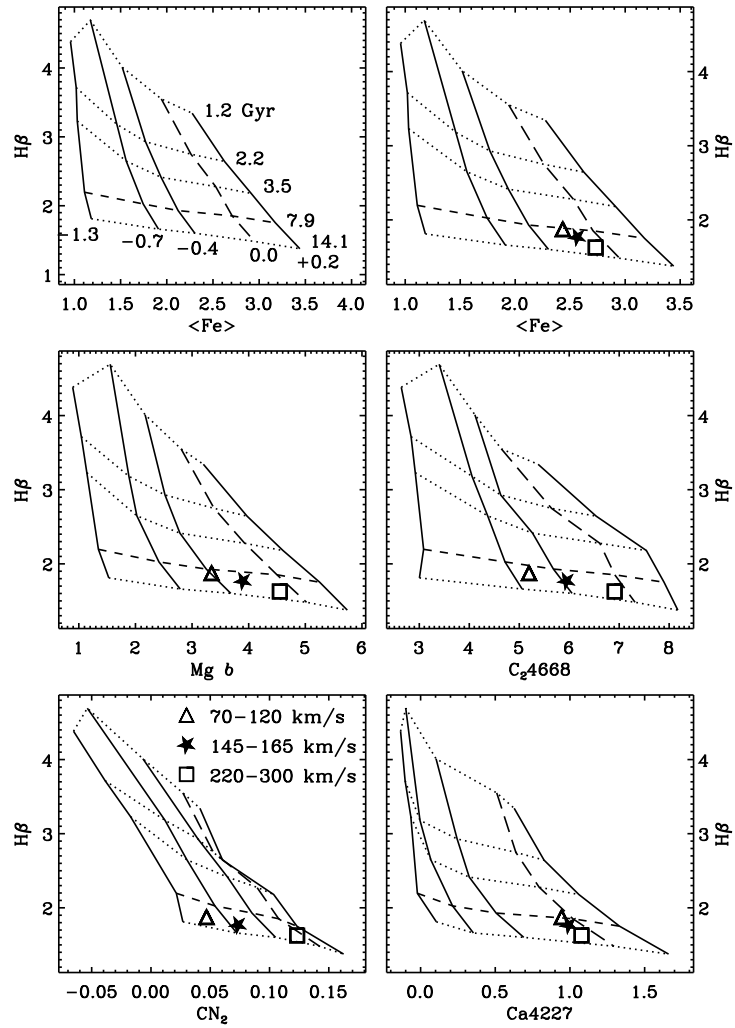 4
3
2
1
Hβ
1.2 Gyr
2.2
3.5
7.9
14.1
−1.3
−0.7
−0.4
0.0
+0.2
1.0 1.5 2.0 2.5 3.0 3.5 4.0
<Fe>
4
3
2
Hβ
1.0 1.5 2.0 2.5 3.0 3.5
<Fe>
4
3
2
Hβ
1 2 3 4 5 6
Mg b
4
3
2
Hβ
3 4 5 6 7 8
C₂4668
4
3
2
Hβ
70−120 km/s
145−165 km/s
220−300 km/s
−0.05 0.00 0.05 0.10 0.15
CN₂
4
3
2
Hβ
0.0 0.5 1.0 1.5
Ca4227